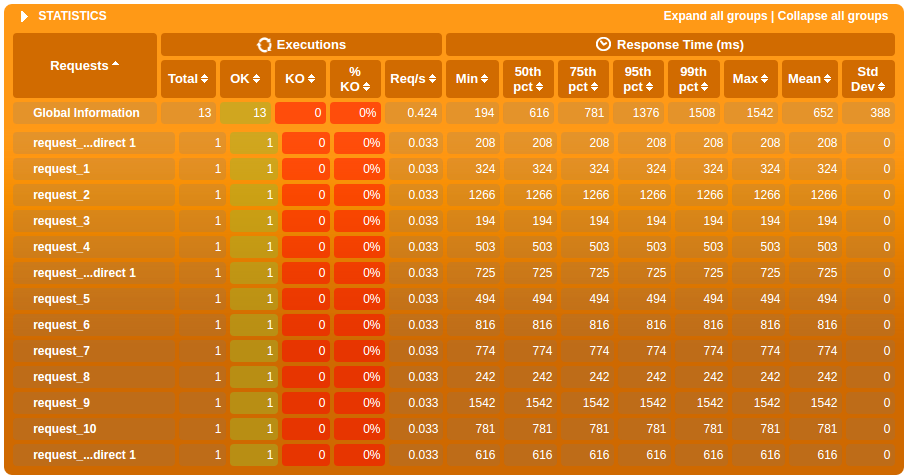 STATISTICS Expand all groups | Collapse all groups
Requests Executions Response Time (ms)
Total OK KO % KO Req/s Min 50th pct 75th pct 95th pct 99th pct Max Mean Std Dev
Global Information 13 13 0 0% 0.424 194 616 781 1376 1508 1542 652 388
request_...direct 1 1 1 0 0% 0.033 208 208 208 208 208 208 208 0
request_1 1 1 0 0% 0.033 324 324 324 324 324 324 324 0
request_2 1 1 0 0% 0.033 1266 1266 1266 1266 1266 1266 1266 0
request_3 1 1 0 0% 0.033 194 194 194 194 194 194 194 0
request_4 1 1 0 0% 0.033 503 503 503 503 503 503 503 0
request_...direct 1 1 1 0 0% 0.033 725 725 725 725 725 725 725 0
request_5 1 1 0 0% 0.033 494 494 494 494 494 494 494 0
request_6 1 1 0 0% 0.033 816 816 816 816 816 816 816 0
request_7 1 1 0 0% 0.033 774 774 774 774 774 774 774 0
request_8 1 1 0 0% 0.033 242 242 242 242 242 242 242 0
request_9 1 1 0 0% 0.033 1542 1542 1542 1542 1542 1542 1542 0
request_10 1 1 0 0% 0.033 781 781 781 781 781 781 781 0
request_...direct 1 1 1 0 0% 0.033 616 616 616 616 616 616 616 0